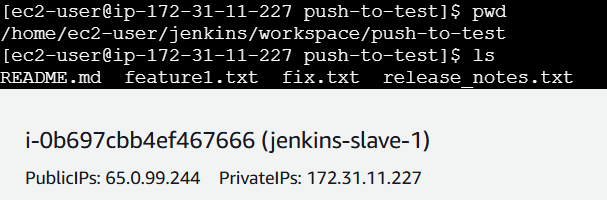 [ec2-user@ip-172-31-11-227 push-to-test]$ pwd
/home/ec2-user/jenkins/workspace/push-to-test
[ec2-user@ip-172-31-11-227 push-to-test]$ ls
README.md  feature1.txt  fix.txt  release_notes.txt
i-0b697cbb4ef467666 (jenkins-slave-1)
PublicIPs: 65.0.99.244    PrivateIPs: 172.31.11.227